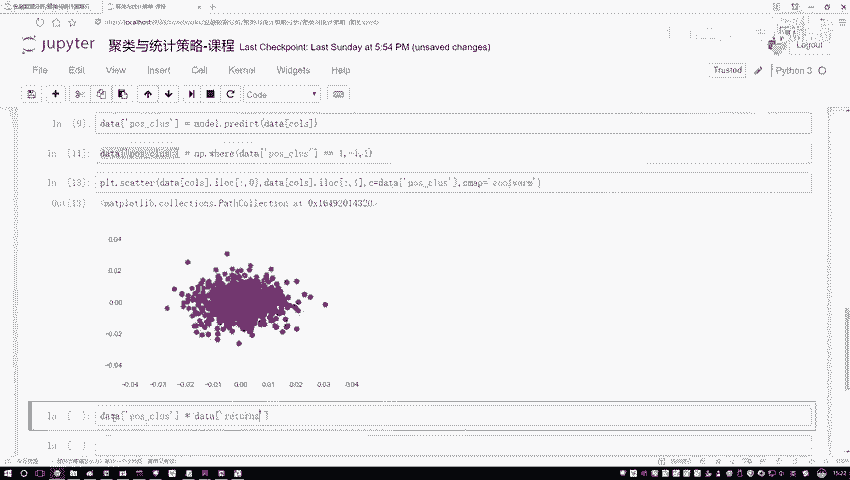 jupyter 聚类与统计策略-课程 Last Checkpoint: Last Sunday at 5:54 PM (unsaved changes)
Logout
File Edit View Insert Cell Kernel Widgets Help
Trusted Python 3
Code
In [9] data['pos_clus'] = model.predict(data[cols])
In [11] data['pos_clus'] = np.where(data['pos_clus'] == 1,-1,1)
In [13] plt.scatter(data[cols].iloc[:,0],data[cols].iloc[:,1],c=data['pos_clus'],cmap='coolwarm')
Out[13] <matplotlib.collections.PathCollection at 0x16492014320>
0.04
0.02
0.00
-0.02
-0.04
-0.04 -0.03 -0.02 -0.01 0.00 0.01 0.02 0.03 0.04
In [ ] data['pos_clus'] * data['returns']
In [ ]
15:22